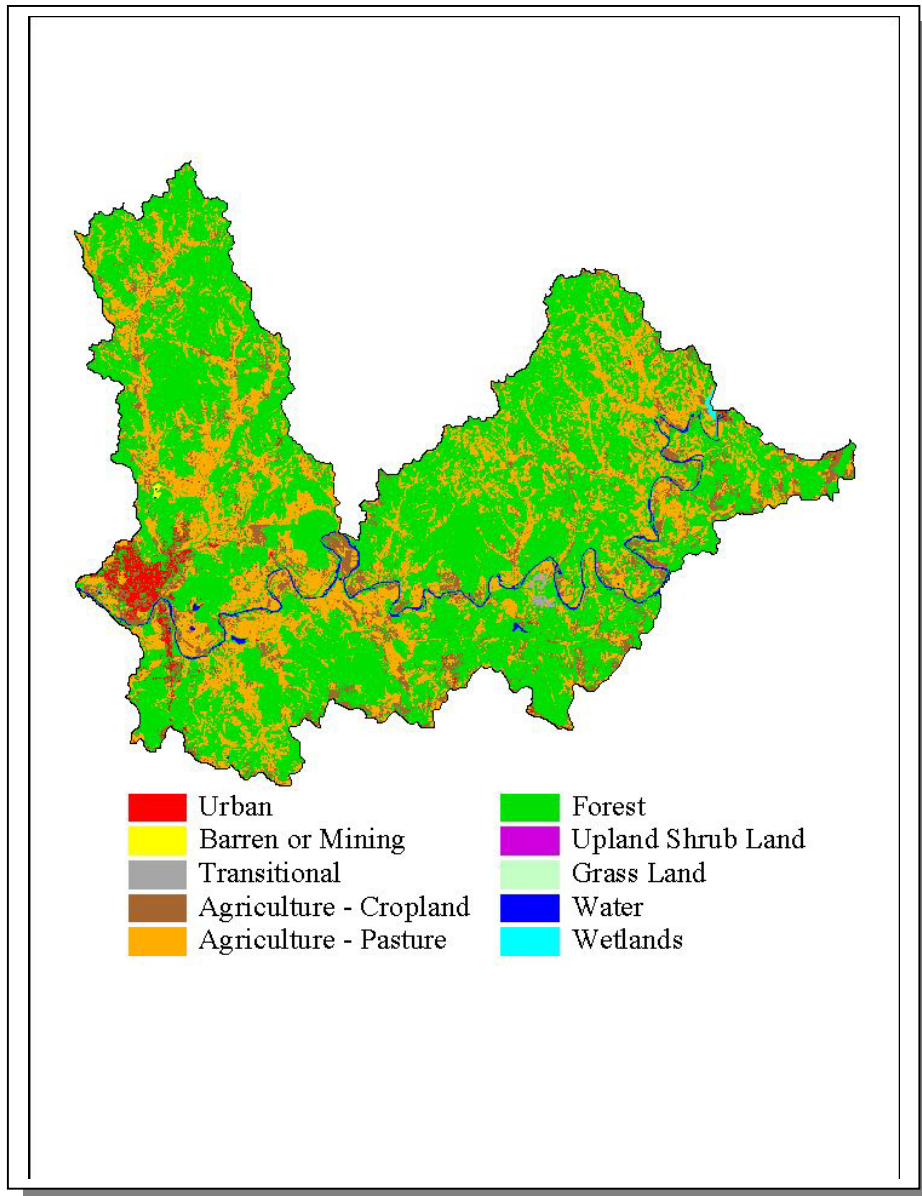 Urban
Barren or Mining
Transitional
Agriculture - Cropland
Agriculture - Pasture
Forest
Upland Shrub Land
Grass Land
Water
Wetlands